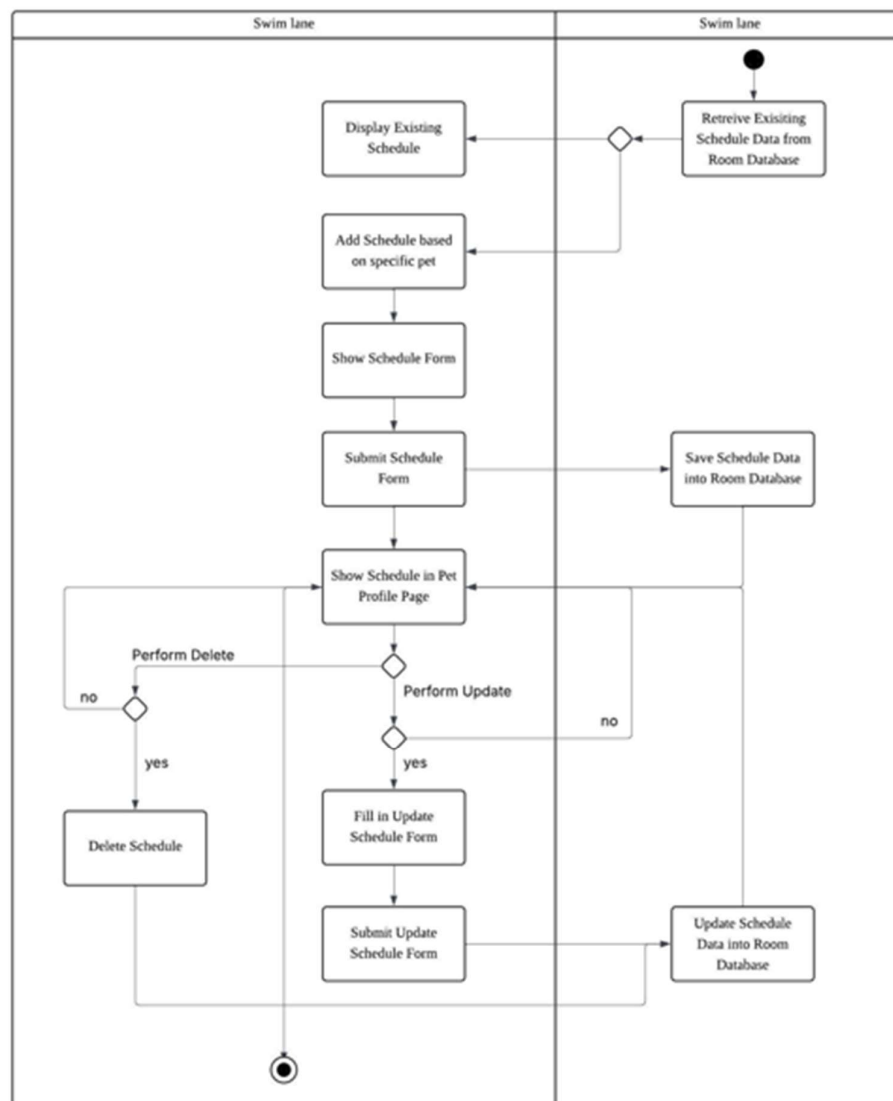 Swim lane
Swim lane
Retreive Exisiting
Schedule Data from
Room Database
Display Existing
Schedule
Add Schedule based
on specific pet
Show Schedule Form
Submit Schedule
Form
Save Schedule Data
into Room Database
Show Schedule in Pet
Profile Page
Perform Delete
Perform Update
no
no
yes
yes
Fill in Update
Schedule Form
Delete Schedule
Submit Update
Schedule Form
Update Schedule
Data into Room
Database